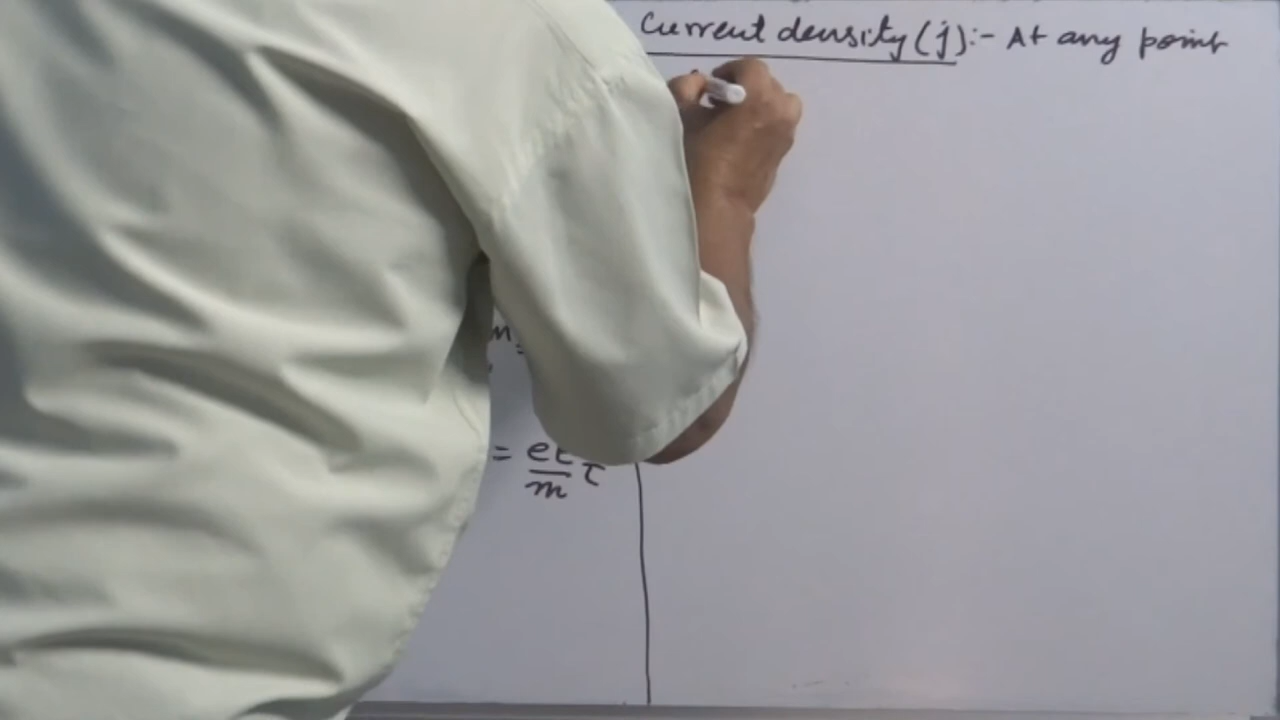 Current density (j):- At any point
= eE/m τ